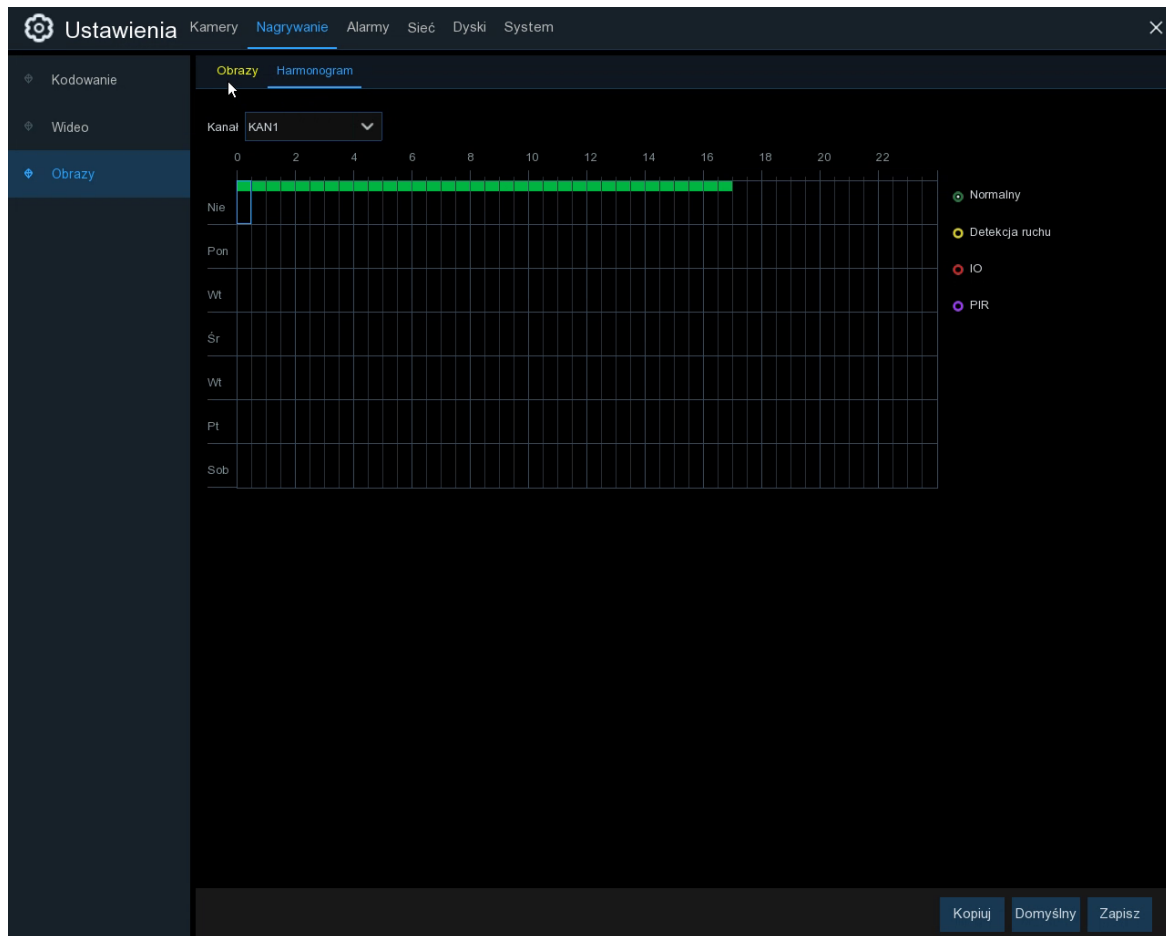 Ustawienia Kamery Nagrywanie Alarmy Sieć Dyski System
Kodowanie
Wideo
Obrazy
Obrazy Harmonogram
Kanał KAN1
0 2 4 6 8 10 12 14 16 18 20 22
Nie
Pon
Wt
Śr
Wt
Pt
Sob
Normalny
Detekcja ruchu
IO
PIR
Kopiuj Domyślny Zapisz